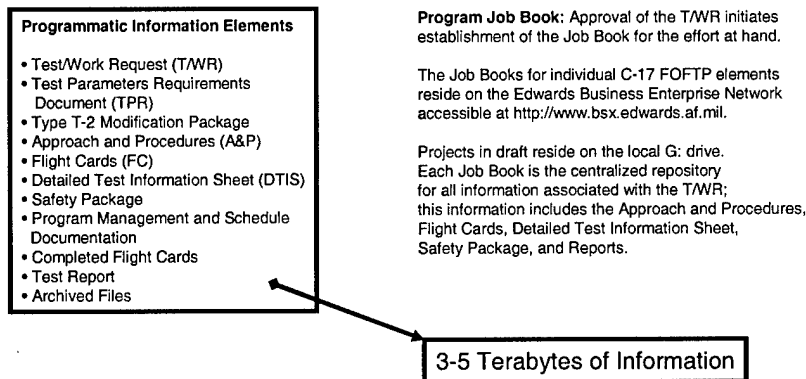 Programmatic Information Elements
• Test/Work Request (T/WR)
• Test Parameters Requirements
Document (TPR)
• Type T-2 Modification Package
• Approach and Procedures (A&P)
• Flight Cards (FC)
• Detailed Test Information Sheet (DTIS)
• Safety Package
• Program Management and Schedule
Documentation
• Completed Flight Cards
• Test Report
• Archived Files
Program Job Book: Approval of the T/WR initiates
establishment of the Job Book for the effort at hand.
The Job Books for individual C-17 FOFTP elements
reside on the Edwards Business Enterprise Network
accessible at http://www.bsx.edwards.af.mil.
Projects in draft reside on the local G: drive.
Each Job Book is the centralized repository
for all information associated with the T/WR;
this information includes the Approach and Procedures,
Flight Cards, Detailed Test Information Sheet,
Safety Package, and Reports.
3-5 Terabytes of Information